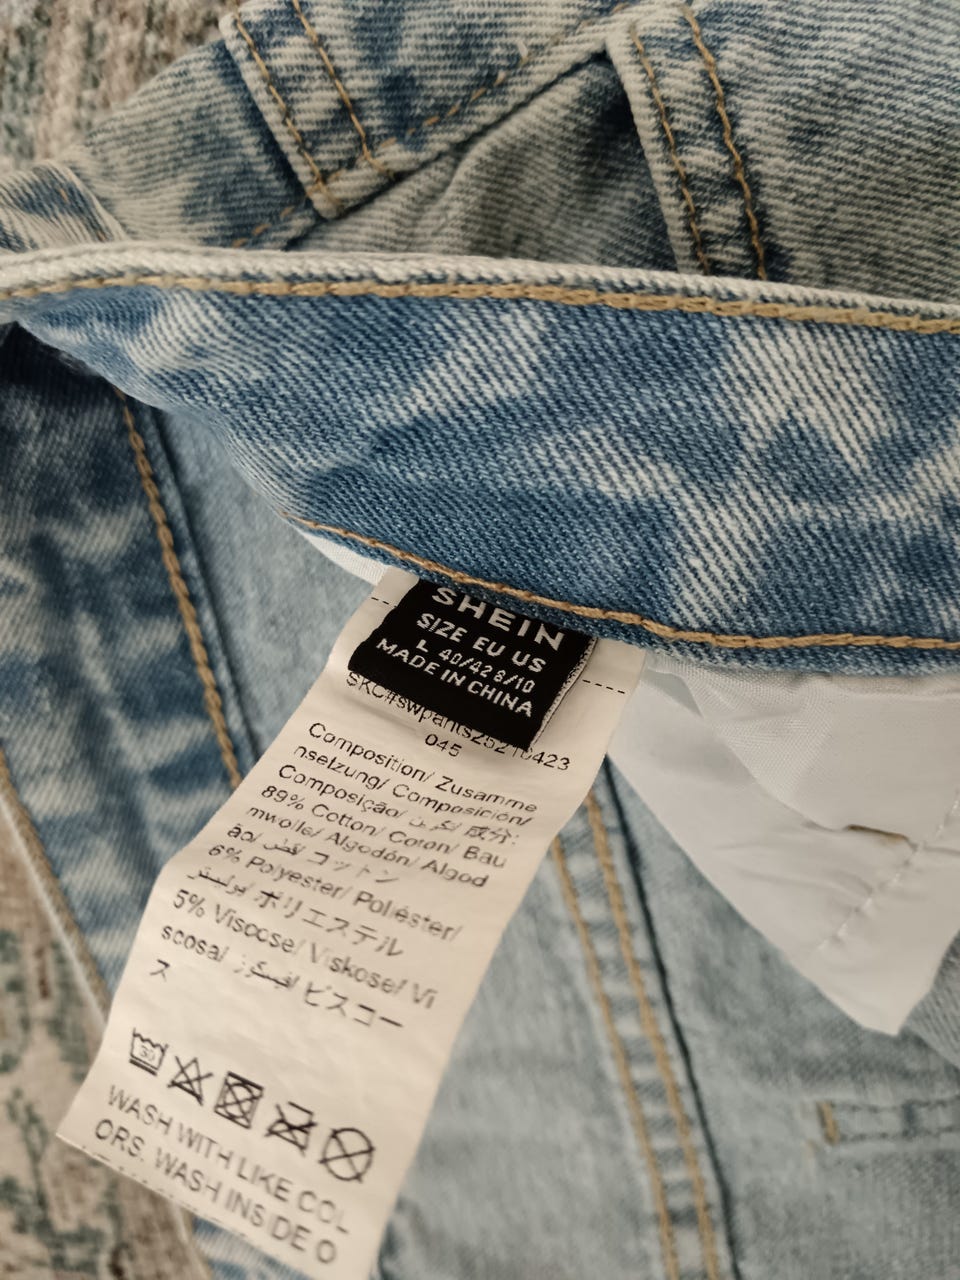 SHEIN
SIZE EU US
L 40/42 8/10
MADE IN CHINA
045
Composition/ Zusamme
nsetzung/ Composición/
Composição/ تكوين/ 成分:
89% Cotton/ Coton/ Bau
mwolle/ Algodón/ Algod
ão/ قطن/ コットン
6% Polyester/ Poliéster/
بوليستر/ ポリエステル
5% Viscose/ Viskose/ Vi
scosa/ فيسكوز/ ビスコー
ス
30
WASH WITH LIKE COL
ORS. WASH INSIDE O